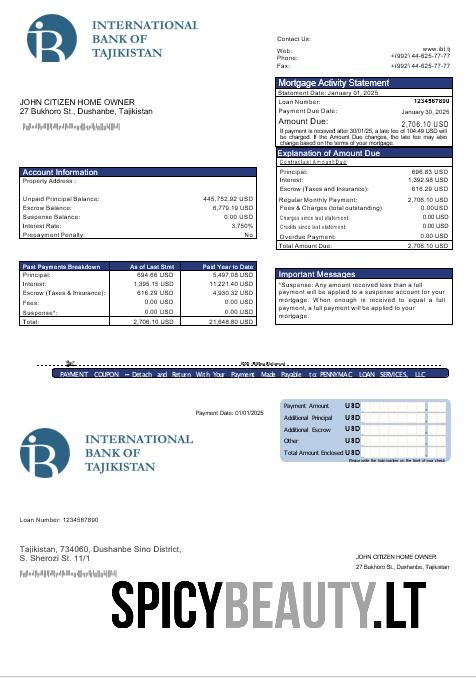 INTERNATIONAL
BANK OF
TAJIKISTAN
Contact Us:
Web: www.ibt.tj
Phone: +(992) 44-625-77-77
Fax: +(992) 44-625-77-77
JOHN CITIZEN HOME OWNER
27 Bukhoro St., Dushanbe, Tajikistan
Mortgage Activity Statement
Statement Date: January 01, 2025
Loan Number: 1234567890
Payment Due Date: January 30, 2025
Amount Due: 2,706.10 USD
If payment is received after 30/01/25, a late fee of 104.49 USD will
be charged. If the Amount Due changes, the late fee may also
change based on the terms of your mortgage.
Explanation of Amount Due
Contractual Amount Due
Principal: 696.83 USD
Interest: 1,392.98 USD
Escrow (Taxes and Insurance): 616.29 USD
Regular Monthly Payment: 2,706.10 USD
Fees & Charges (total outstanding) 0.00USD
Charges since last statement: 0.00 USD
Credits since last statement: 0.00 USD
Overdue Payment: 0.00 USD
Total Amount Due: 2,706.10 USD
Account Information
Property Address :
Unpaid Principal Balance: 445,752.92 USD
Escrow Balance: 6,779.19 USD
Suspense Balance: 0.00 USD
Interest Rate: 3.750%
Prepayment Penalty: No
Past Payments Breakdown As of Last Stmt Paid Year to Date
Principal: 694.66 USD 5,497.08 USD
Interest: 1,395.15 USD 11,221.40 USD
Escrow (Taxes & Insurance): 616.29 USD 4,930.32 USD
Fees: 0.00 USD 0.00 USD
Suspense*: 0.00 USD 0.00 USD
Total: 2,706.10 USD 21,648.80 USD
Important Messages
*Suspense: Any amount received less than a full
payment will be applied to a suspense account for your
mortgage. When enough is received to equal a full
payment, a full payment will be applied to your
mortgage.
PAYMENT COUPON – Detach and Return With Your Payment Made Payable to: PENNYMAC LOAN SERVICES, LLC
Payment Date: 01/01/2025
Payment Amount USD
Additional Principal USD
Additional Escrow USD
Other USD
Total Amount Enclosed USD
INTERNATIONAL
BANK OF
TAJIKISTAN
Loan Number: 1234567890
Tajikistan, 734060, Dushanbe Sino District,
S. Sherozi St. 11/1
JOHN CITIZEN HOME OWNER
27 Bukhoro St., Dushanbe, Tajikistan
SPICYBEAUTY.LT